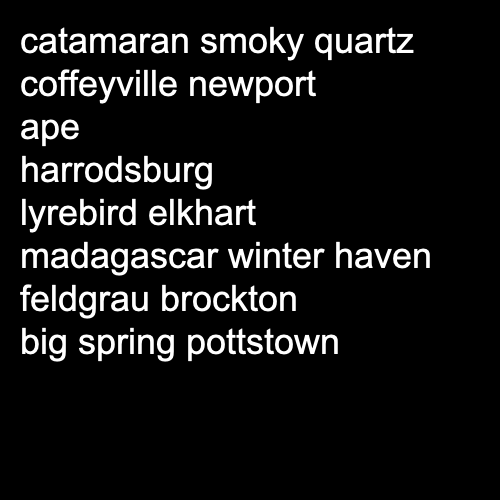 catamaran smoky quartz
coffeyville newport
ape
harrodsburg
lyrebird elkhart
madagascar winter haven
feldgrau brockton
big spring pottstown